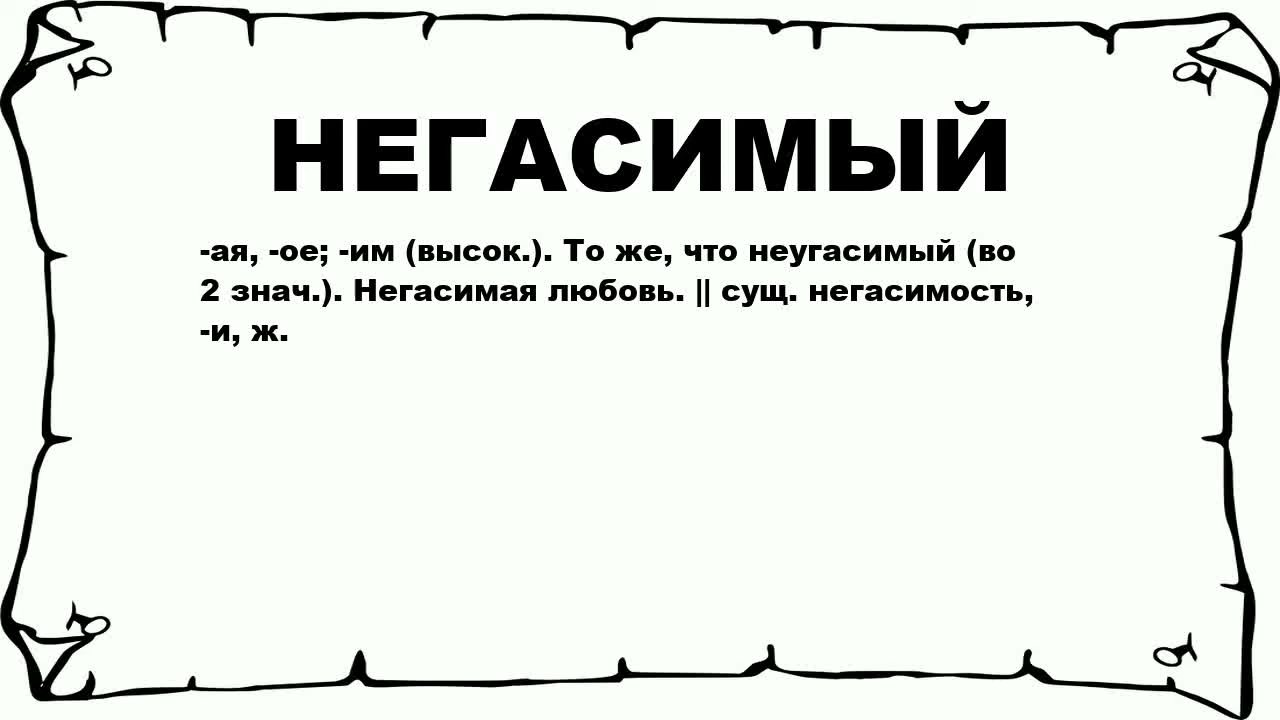 НЕГАСИМЫЙ
-ая, -ое; -им (высок.). То же, что неугасимый (во
2 знач.). Негасимая любовь. || сущ. негасимость,
-и, ж.